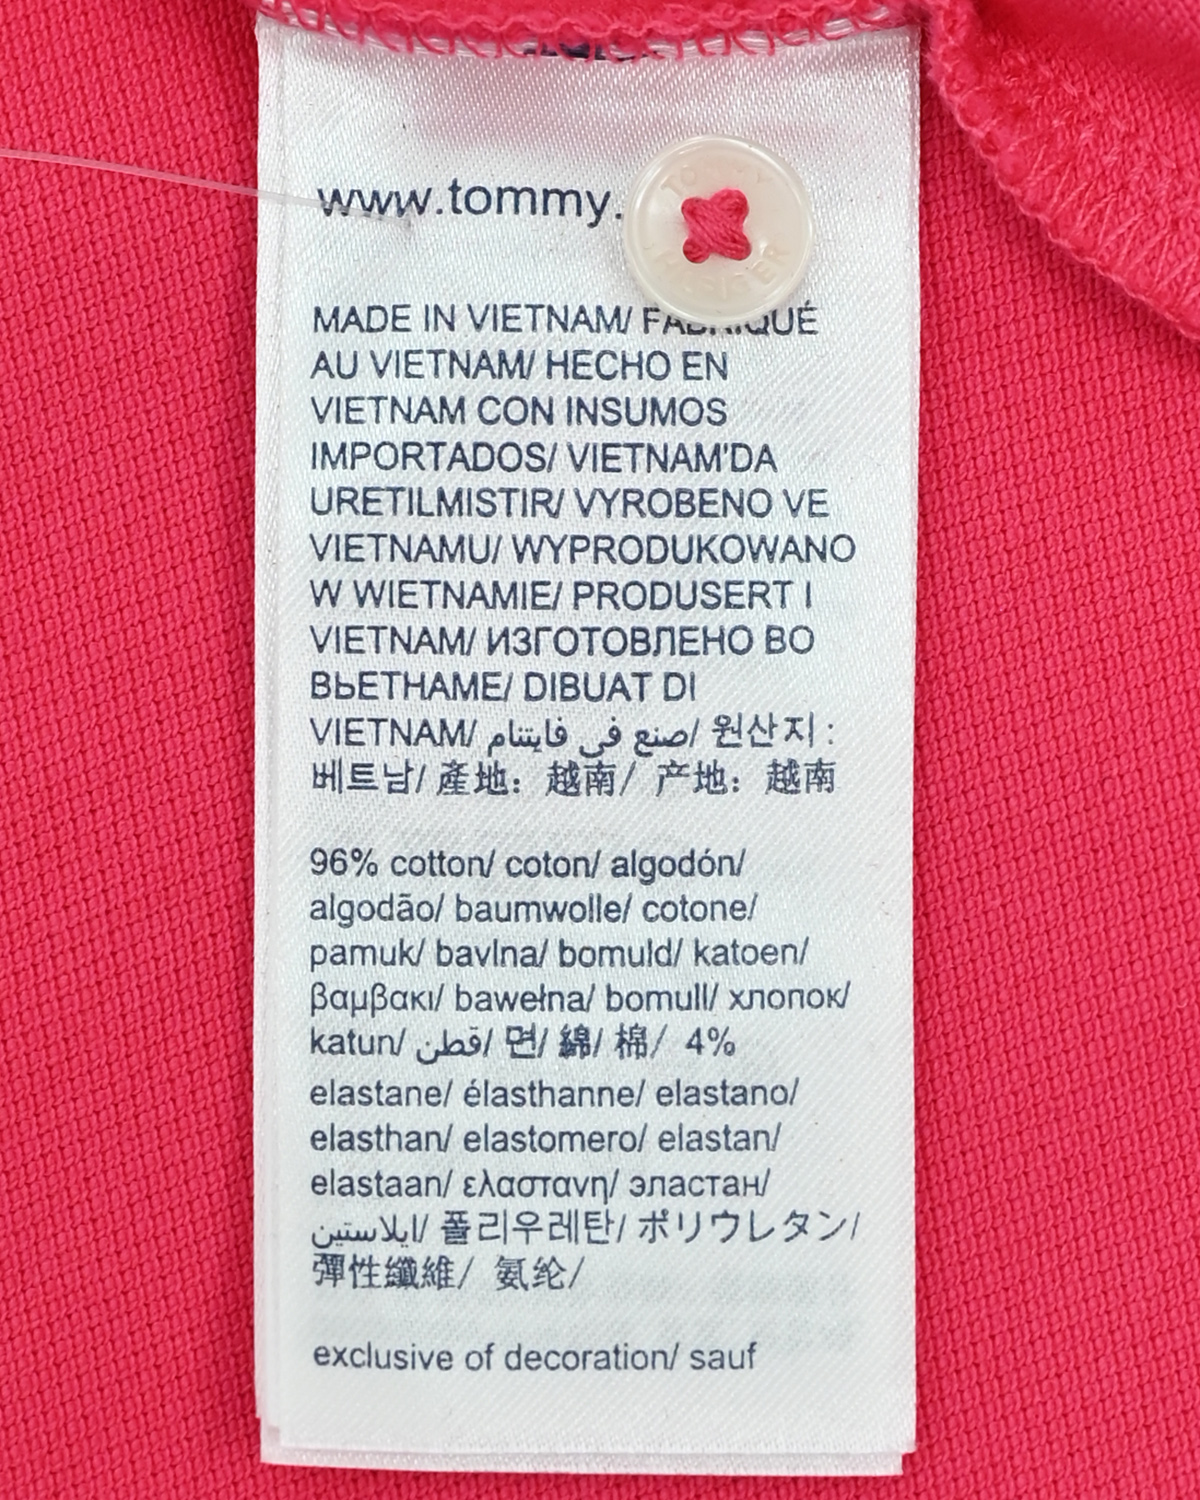 www.tommy.
TOMMY
HILFIGER
MADE IN VIETNAM/ FABRIQUÉ
AU VIETNAM/ HECHO EN
VIETNAM CON INSUMOS
IMPORTADOS/ VIETNAM'DA
URETILMISTIR/ VYROBENO VE
VIETNAMU/ WYPRODUKOWANO
W WIETNAMIE/ PRODUSERT I
VIETNAM/ ИЗГОТОВЛЕНО ВО
ВЬЕТНАМЕ/ DIBUAT DI
VIETNAM/ صنع في فايتنام/ 원산지 :
베트남/ 產地：越南/ 产地：越南
96% cotton/ coton/ algodón/
algodão/ baumwolle/ cotone/
pamuk/ bavlna/ bomuld/ katoen/
βαμβακι/ bawełna/ bomull/ хлопок/
katun/ قطن/ 면/ 綿/ 棉/ 4%
elastane/ élasthanne/ elastano/
elasthan/ elastomero/ elastan/
elastaan/ ελαστανη/ эластан/
ايلاستين/ 폴리우레탄/ ポリウレタン/
彈性纖維/ 氨纶/
exclusive of decoration/ sauf